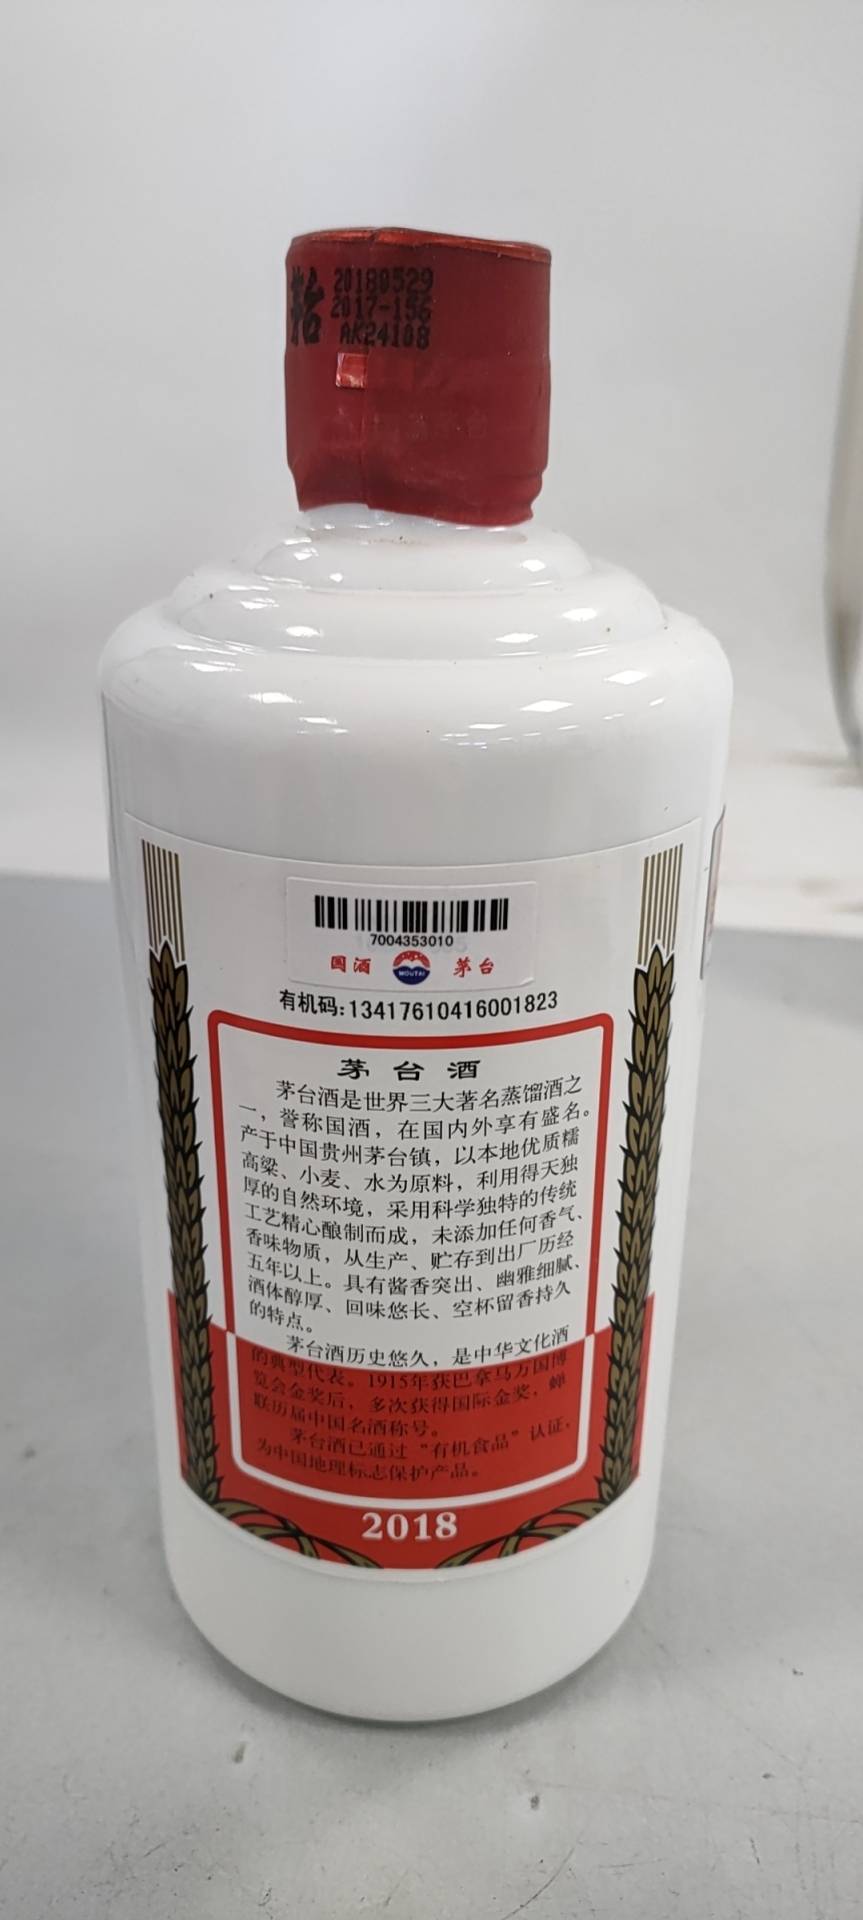 20180529
2017-156
AK24108
7004353010
国酒 MOUTAI 茅台
有机码:13417610416001823
茅台酒
茅台酒是世界三大著名蒸馏酒之
一，誉称国酒，在国内外享有盛名。
产于中国贵州茅台镇，以本地优质糯
高粱、小麦、水为原料，利用得天独
厚的自然环境，采用科学独特的传统
工艺精心酿制而成，未添加任何香气、
香味物质，从生产、贮存到出厂历经
五年以上。具有酱香突出、幽雅细腻、
酒体醇厚、回味悠长、空杯留香持久
的特点。
茅台酒历史悠久，是中华文化酒
的典型代表。1915年获巴拿马万国博
览会金奖后，多次获得国际金奖，蝉
联历届中国名酒称号。
茅台酒已通过“有机食品”认证，
为中国地理标志保护产品。
2018